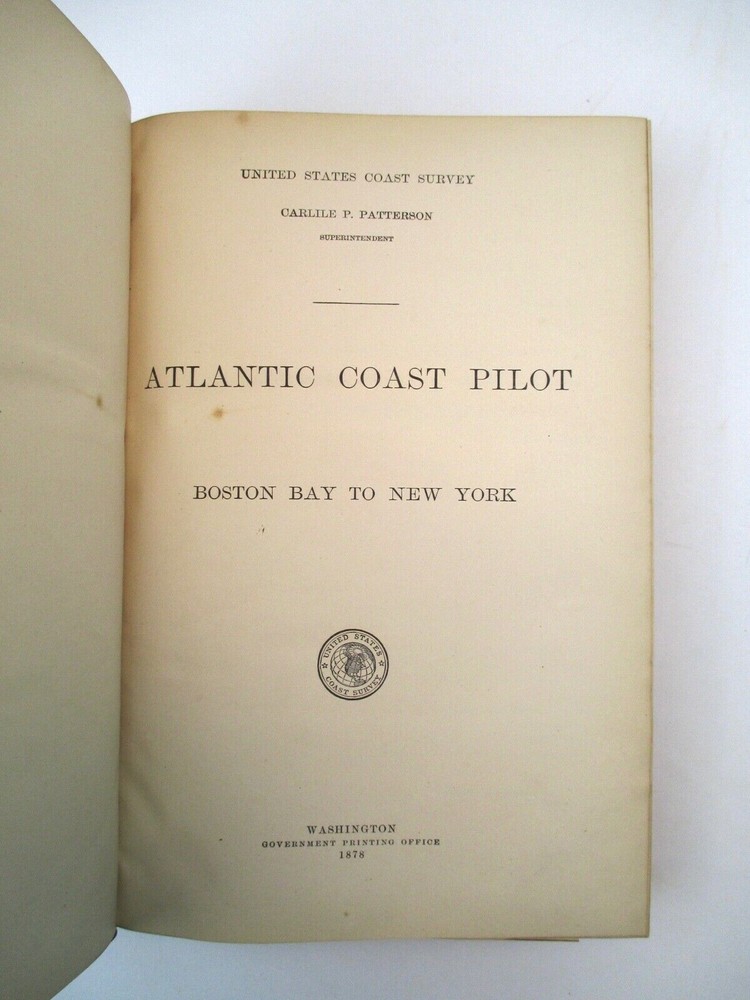 UNITED STATES COAST SURVEY
CARLILE P. PATTERSON
SUPERINTENDENT
ATLANTIC COAST PILOT
BOSTON BAY TO NEW YORK
UNITED STATES
COAST SURVEY
WASHINGTON
GOVERNMENT PRINTING OFFICE
1878